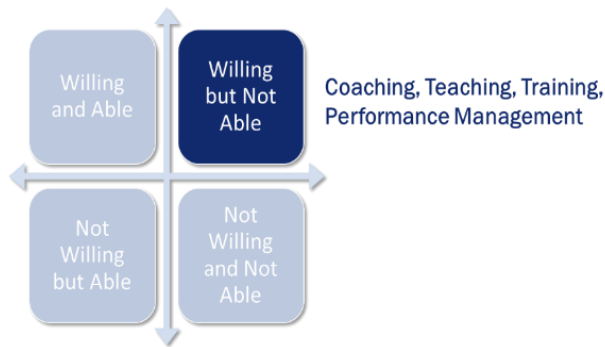 Willing
and Able
Willing
but Not
Able
Coaching, Teaching, Training,
Performance Management
Not
Willing
but Able
Not
Willing
and Not
Able